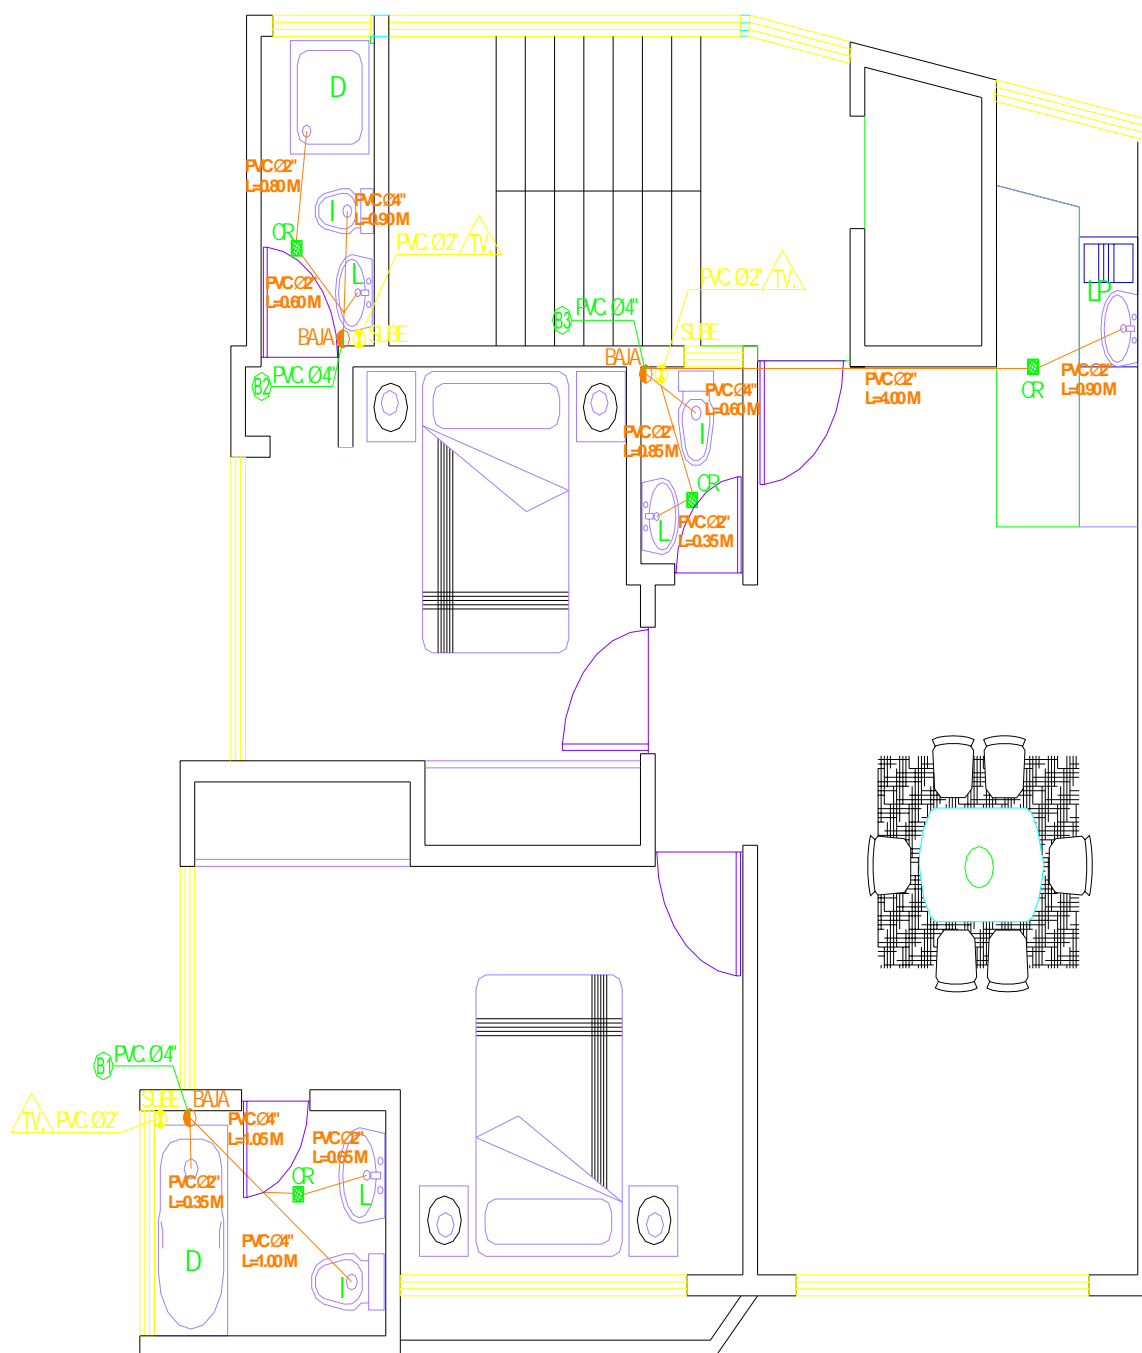 D
PVC Ø2"
L=0.80 M
I
PVC Ø4"
L=0.90 M
CR
PVC. Ø2"
TV.
L
PVC Ø2"
L=0.60 M
BAJA
SUBE
B2
PVC. Ø4"
B3
PVC. Ø4"
PVC. Ø2"
TV.
SUBE
BAJA
PVC Ø4"
L=0.60 M
PVC Ø2"
L=0.85 M
I
CR
L
PVC Ø2"
L=0.35 M
PVC Ø2"
L=4.00 M
LP
CR
PVC Ø2"
L=0.90 M
B1
PVC. Ø4"
SUBE
BAJA
TV.
PVC. Ø2"
PVC Ø4"
L=1.05 M
PVC Ø2"
L=0.65 M
CR
L
PVC Ø2"
L=0.35 M
PVC Ø4"
L=1.00 M
D
I